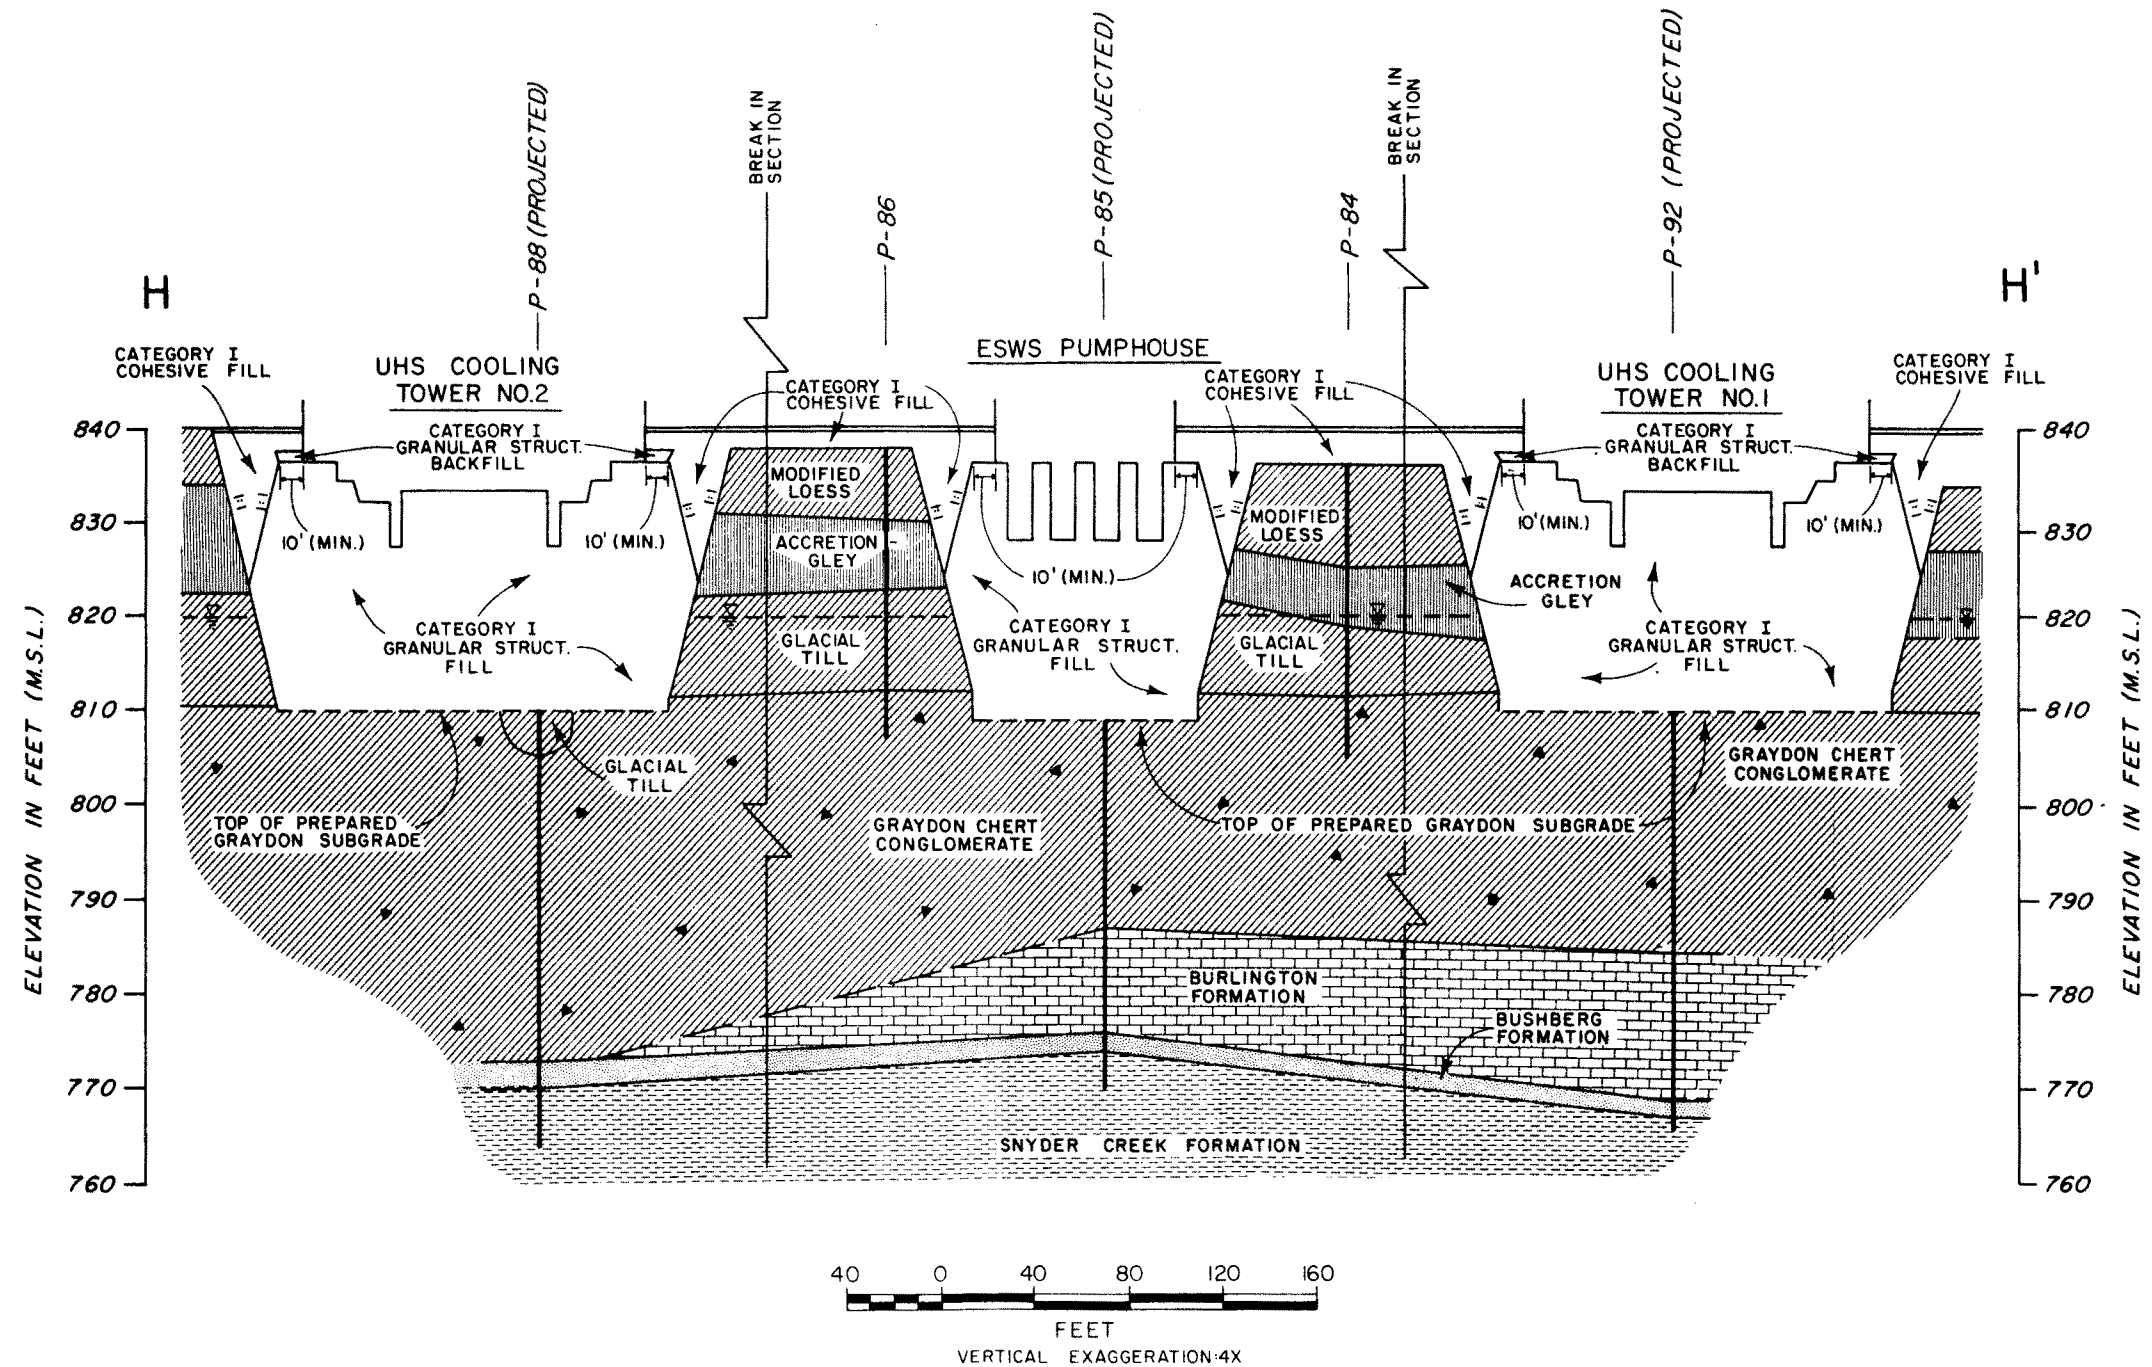 P-88 (PROJECTED)
BREAK IN
SECTION
P-86
P-85 (PROJECTED)
P-84
BREAK IN
SECTION
P-92 (PROJECTED)
H
H'
CATEGORY I
COHESIVE FILL
UHS COOLING
TOWER NO.2
CATEGORY I
COHESIVE FILL
ESWS PUMPHOUSE
CATEGORY I
COHESIVE FILL
UHS COOLING
TOWER NO.1
CATEGORY I
COHESIVE FILL
CATEGORY I
GRANULAR STRUCT.
BACKFILL
CATEGORY I
GRANULAR STRUCT.
BACKFILL
MODIFIED
LOESS
MODIFIED
LOESS
10' (MIN.)
10' (MIN.)
10' (MIN.)
10' (MIN.)
10' (MIN.)
ACCRETION
GLEY
ACCRETION
GLEY
CATEGORY I
GRANULAR STRUCT.
FILL
GLACIAL
TILL
CATEGORY I
GRANULAR STRUCT.
FILL
GLACIAL
TILL
CATEGORY I
GRANULAR STRUCT.
FILL
GLACIAL
TILL
GRAYDON CHERT
CONGLOMERATE
TOP OF PREPARED
GRAYDON SUBGRADE
GRAYDON CHERT
CONGLOMERATE
TOP OF PREPARED GRAYDON SUBGRADE
BURLINGTON
FORMATION
BUSHBERG
FORMATION
SNYDER CREEK FORMATION
ELEVATION IN FEET (M.S.L.)
840
830
820
810
800
790
780
770
760
840
830
820
810
800
790
780
770
760
ELEVATION IN FEET (M.S.L.)
40 0 40 80 120 160
FEET
VERTICAL EXAGGERATION:4X